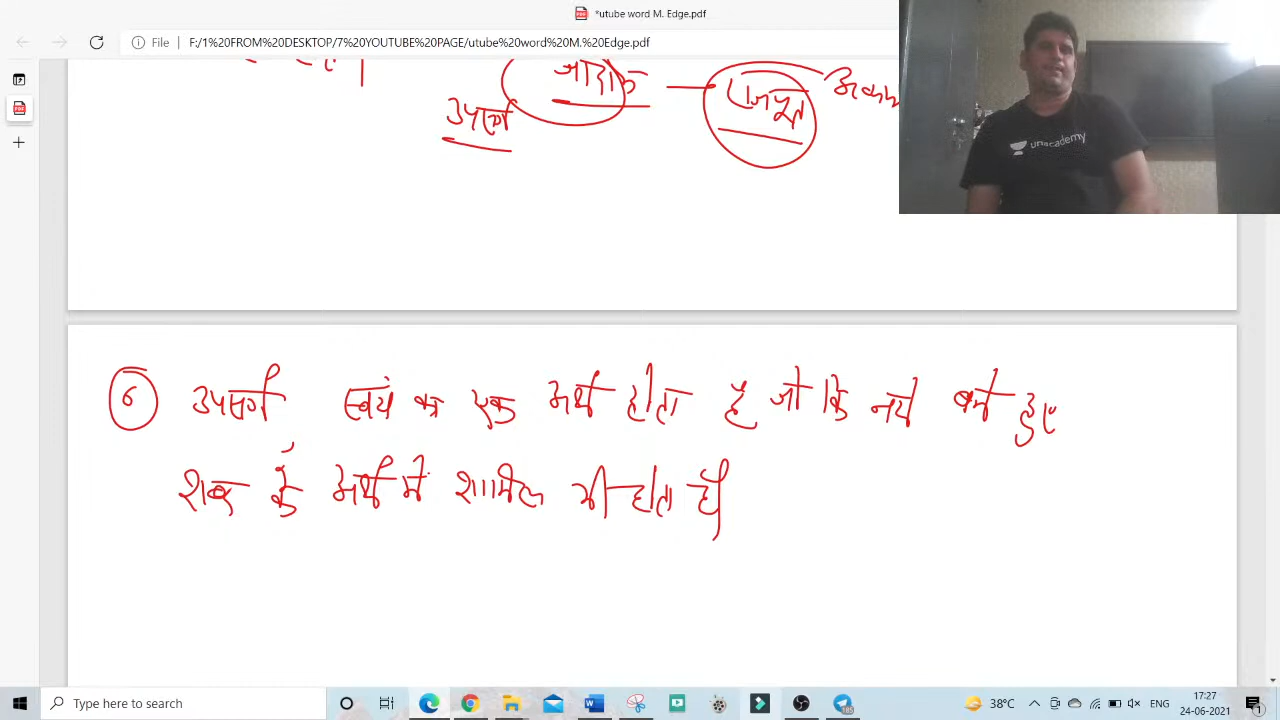 *utube word M. Edge.pdf
File F:/1%20FROM%20DESKTOP/7%20YOUTUBE%20PAGE/utube%20word%20M.%20Edge.pdf
उपसर्ग
unacademy
6 उपसर्ग स्वयं का एक अर्थ होता है जो कि नये बने हुए
शब्द के अर्थ में शामिल भी होता है
Type here to search
185
38°C ENG 17:27
24-06-2021
1